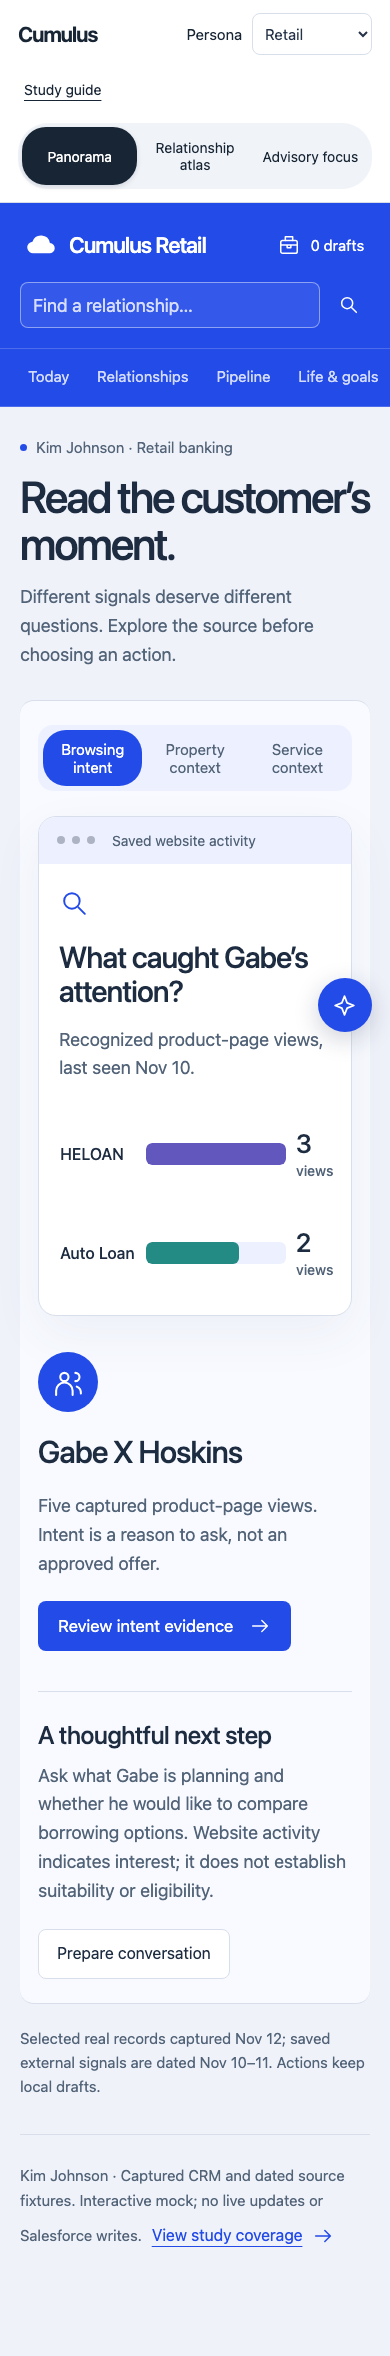 Cumulus
Persona
Retail
Study guide
Panorama
Relationship
atlas
Advisory focus
Cumulus Retail
0 drafts
Find a relationship...
Today
Relationships
Pipeline
Life & goals
Kim Johnson · Retail banking
Read the customer’s
moment.
Different signals deserve different
questions. Explore the source before
choosing an action.
Browsing
intent
Property
context
Service
context
Saved website activity
What caught Gabe’s
attention?
Recognized product-page views,
last seen Nov 10.
HELOAN
3
views
Auto Loan
2
views
Gabe X Hoskins
Five captured product-page views.
Intent is a reason to ask, not an
approved offer.
Review intent evidence
A thoughtful next step
Ask what Gabe is planning and
whether he would like to compare
borrowing options. Website activity
indicates interest; it does not establish
suitability or eligibility.
Prepare conversation
Selected real records captured Nov 12; saved
external signals are dated Nov 10–11. Actions keep
local drafts.
Kim Johnson · Captured CRM and dated source
fixtures. Interactive mock; no live updates or
Salesforce writes. View study coverage